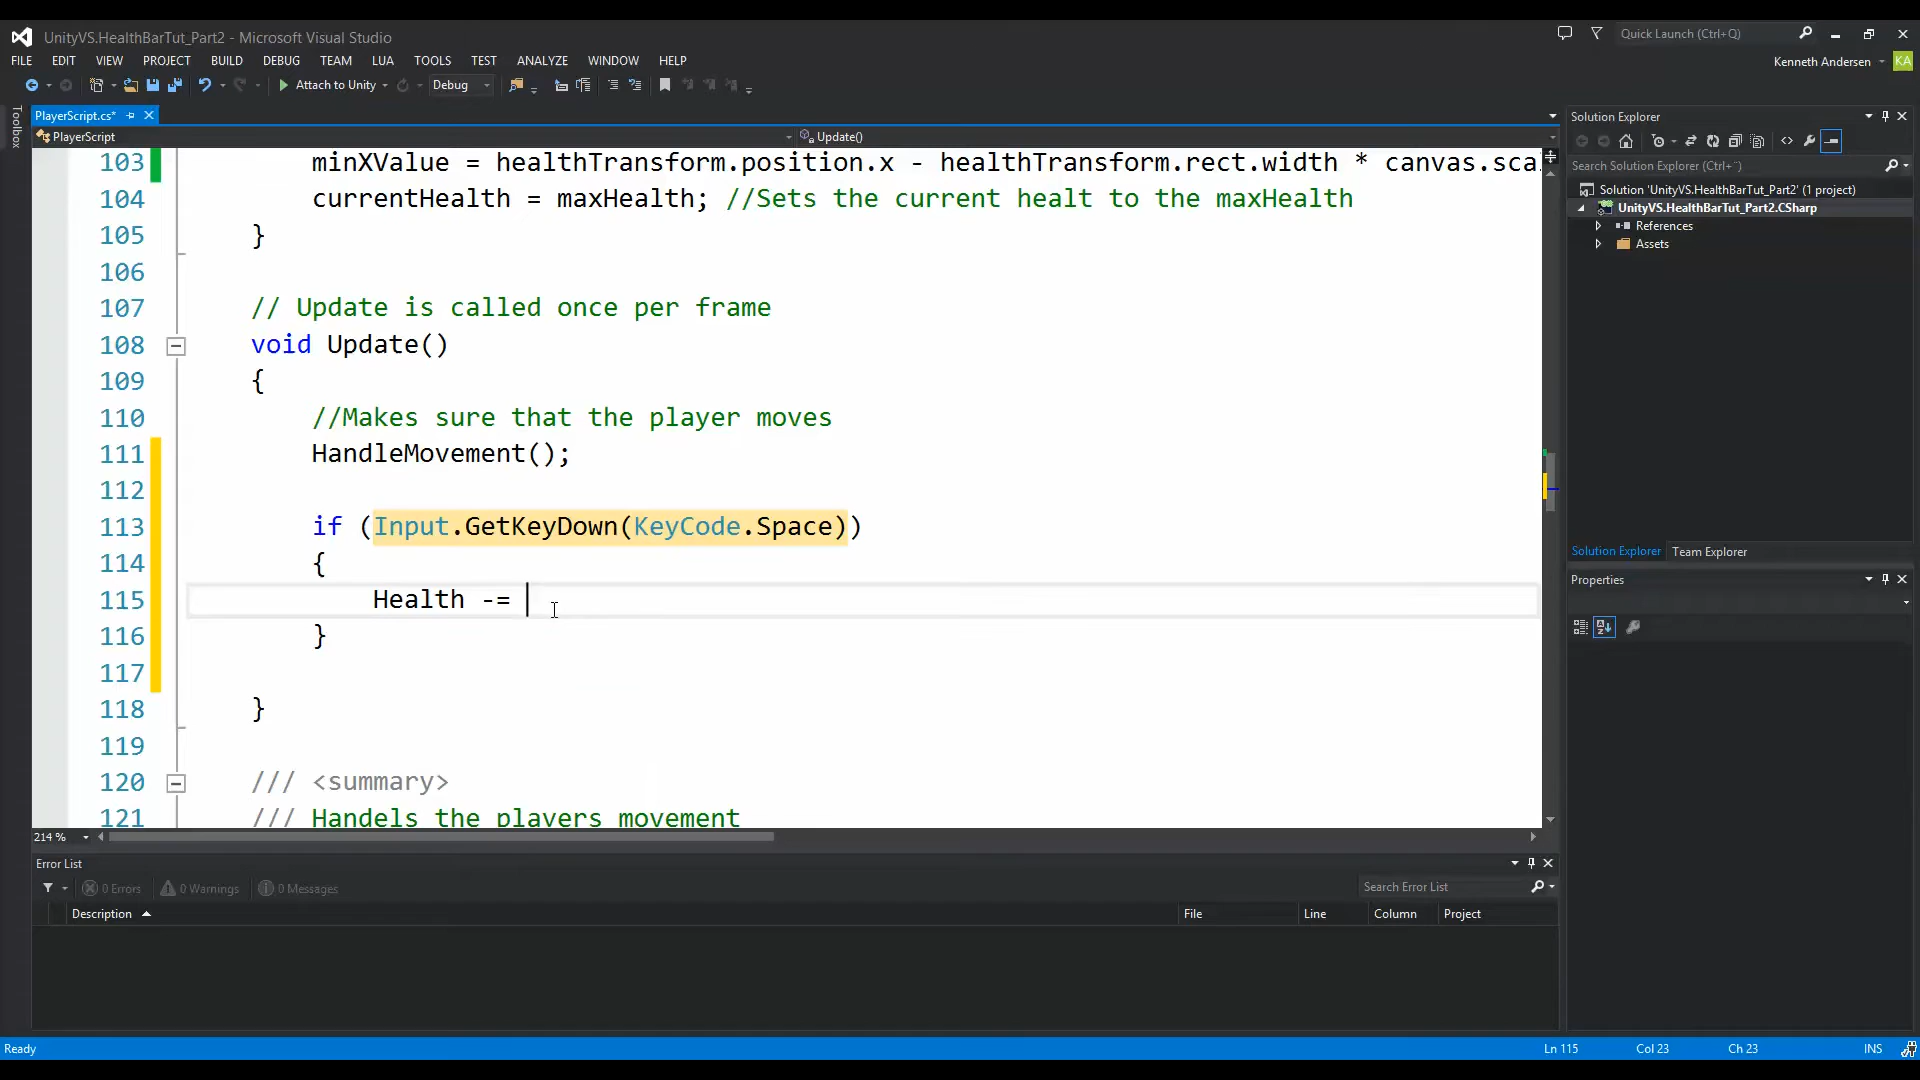 UnityVS.HealthBarTut_Part2 - Microsoft Visual Studio
Quick Launch (Ctrl+Q)
FILE EDIT VIEW PROJECT BUILD DEBUG TEAM LUA TOOLS TEST ANALYZE WINDOW HELP
Kenneth Andersen KA
Attach to Unity Debug
Toolbox
PlayerScript.cs*
PlayerScript Update()
103 minXValue = healthTransform.position.x - healthTransform.rect.width * canvas.sca
104 currentHealth = maxHealth; //Sets the current healt to the maxHealth
105 }
106
107 // Update is called once per frame
108 void Update()
109 {
110 //Makes sure that the player moves
111 HandleMovement();
112
113 if (Input.GetKeyDown(KeyCode.Space))
114 {
115 Health -=
116 }
117
118 }
119
120 /// <summary>
121 /// Handels the players movement
214 %
Error List
0 Errors 0 Warnings 0 Messages
Search Error List
Description File Line Column Project
Solution Explorer
Search Solution Explorer (Ctrl+¨)
Solution 'UnityVS.HealthBarTut_Part2' (1 project)
UnityVS.HealthBarTut_Part2.CSharp
References
Assets
Solution Explorer Team Explorer
Properties
Ready Ln 115 Col 23 Ch 23 INS